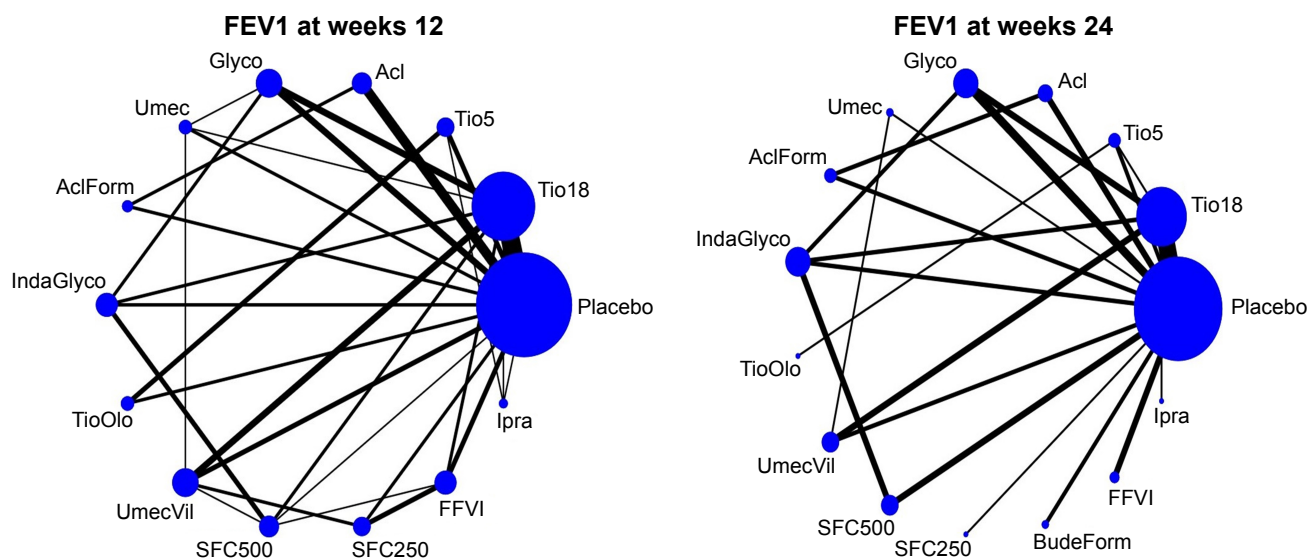 FEV1 at weeks 12
Glyco
Acl
Umec
Tio5
AclForm
Tio18
IndaGlyco
Placebo
TioOlo
Ipra
UmecVil
FFVI
SFC500
SFC250
FEV1 at weeks 24
Glyco
Acl
Umec
Tio5
AclForm
Tio18
IndaGlyco
Placebo
TioOlo
Ipra
UmecVil
FFVI
SFC500
SFC250
BudeForm